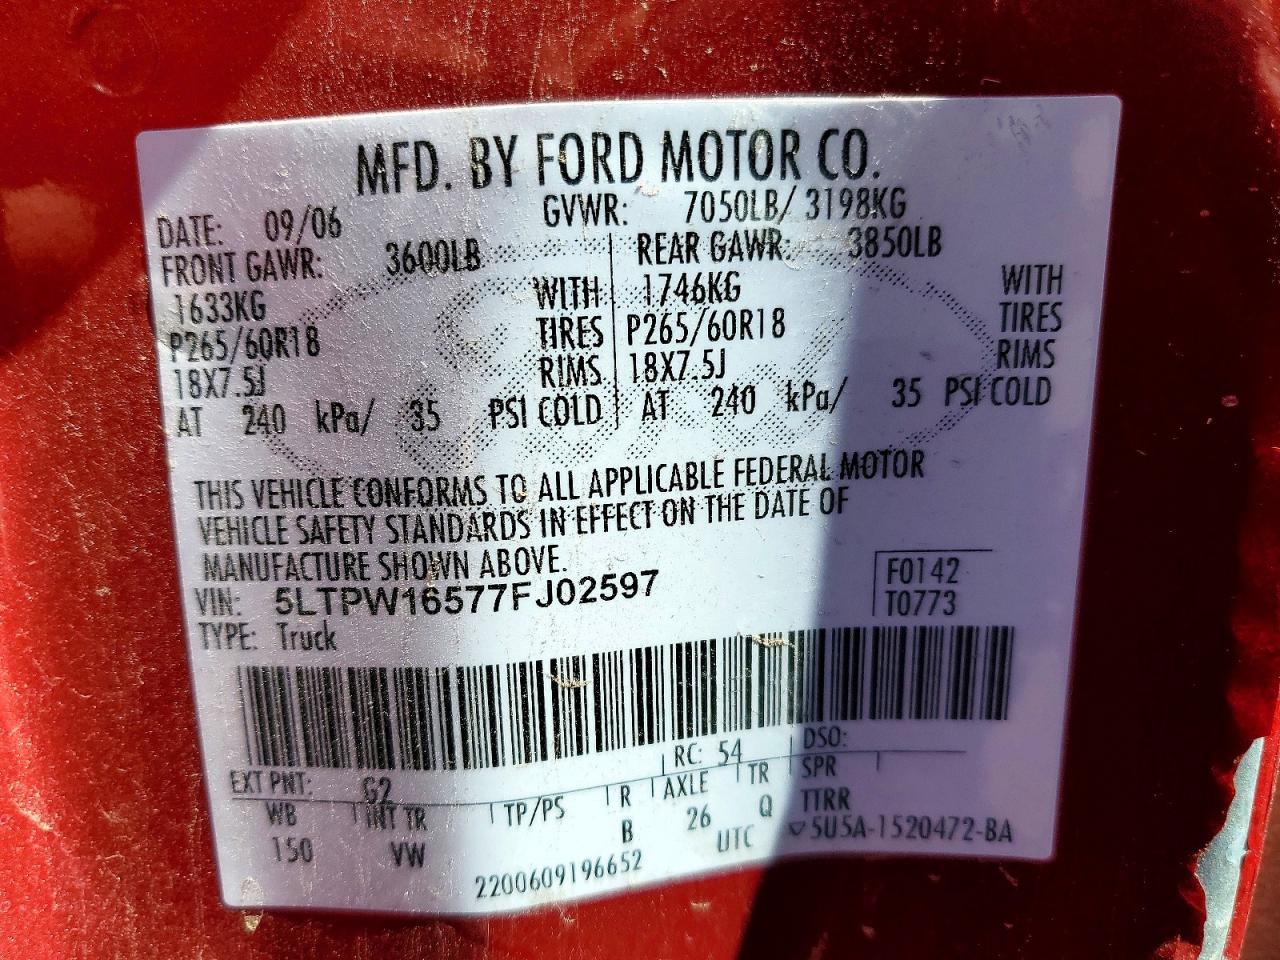 MFD. BY FORD MOTOR CO.
DATE: 09/06 GVWR: 7050LB/ 3198KG
FRONT GAWR: 3600LB REAR GAWR: 3850LB
1633KG WITH 1746KG WITH
P265/60R18 TIRES P265/60R18 TIRES
18X7.5J RIMS 18X7.5J RIMS
AT 240 kPa/ 35 PSI COLD AT 240 kPa/ 35 PSI COLD
THIS VEHICLE CONFORMS TO ALL APPLICABLE FEDERAL MOTOR
VEHICLE SAFETY STANDARDS IN EFFECT ON THE DATE OF
MANUFACTURE SHOWN ABOVE.
VIN: 5LTPW16577FJ02597 F0142
TYPE: Truck T0773
EXT PNT: G2 RC: 54 DSO:
WB INT TR TP/PS R AXLE TR SPR
150 VW B 26 Q TTRR
UTC ▽5U5A-1520472-BA
2200609196652